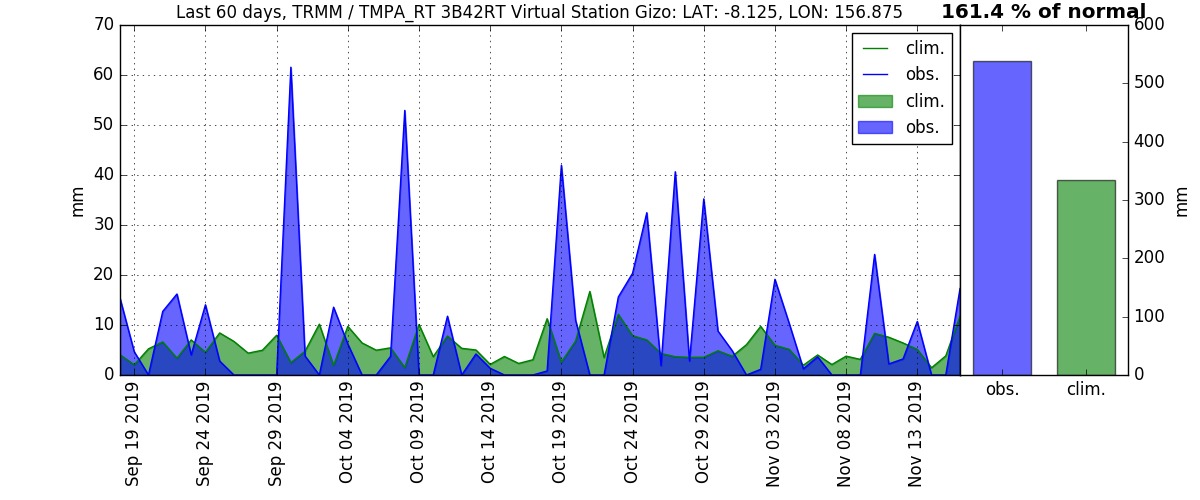 Last 60 days, TRMM / TMPA_RT 3B42RT Virtual Station Gizo: LAT: -8.125, LON: 156.875
161.4 % of normal
70
60
50
40
30
20
10
0
mm
clim.
obs.
clim.
obs.
600
500
400
300
200
100
0
mm
Sep 19 2019
Sep 24 2019
Sep 29 2019
Oct 04 2019
Oct 09 2019
Oct 14 2019
Oct 19 2019
Oct 24 2019
Oct 29 2019
Nov 03 2019
Nov 08 2019
Nov 13 2019
obs.
clim.